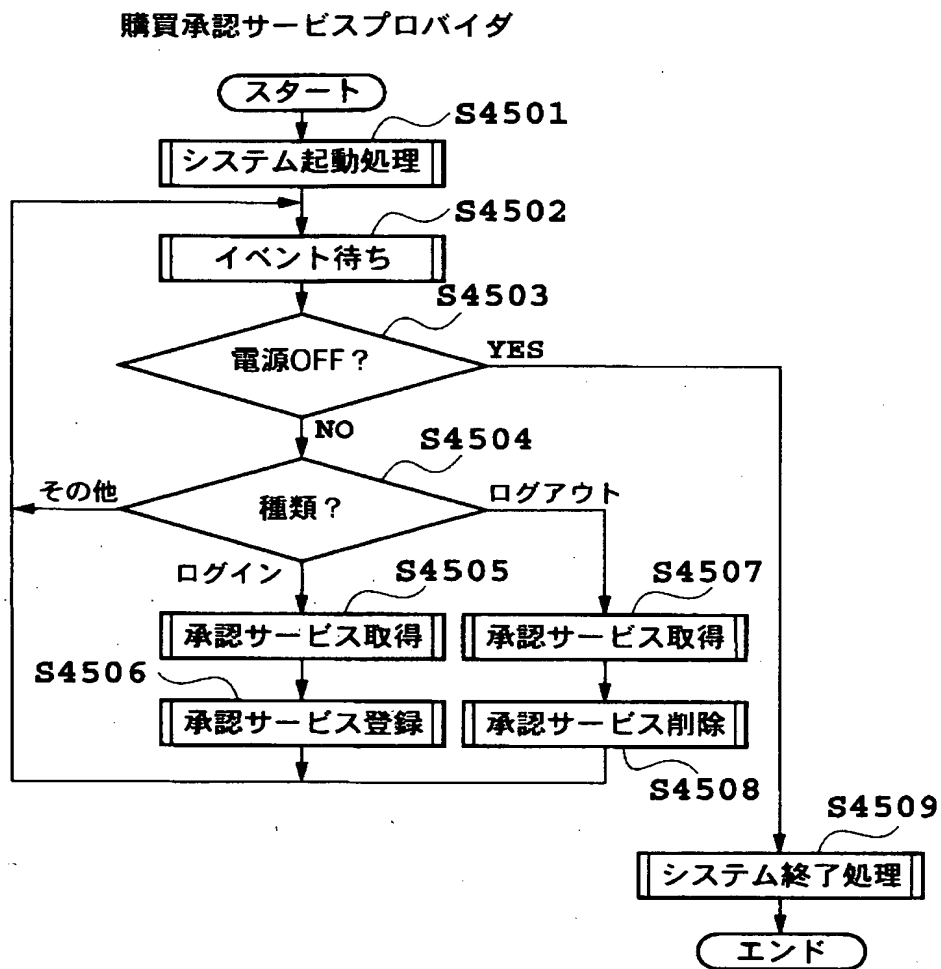 購買承認サービスプロバイダ
スタート
S4501
システム起動処理
S4502
イベント待ち
S4503
電源OFF？
YES
NO
S4504
その他
種類？
ログアウト
ログイン
S4505
S4507
承認サービス取得
承認サービス取得
S4506
承認サービス登録
承認サービス削除
S4508
S4509
システム終了処理
エンド